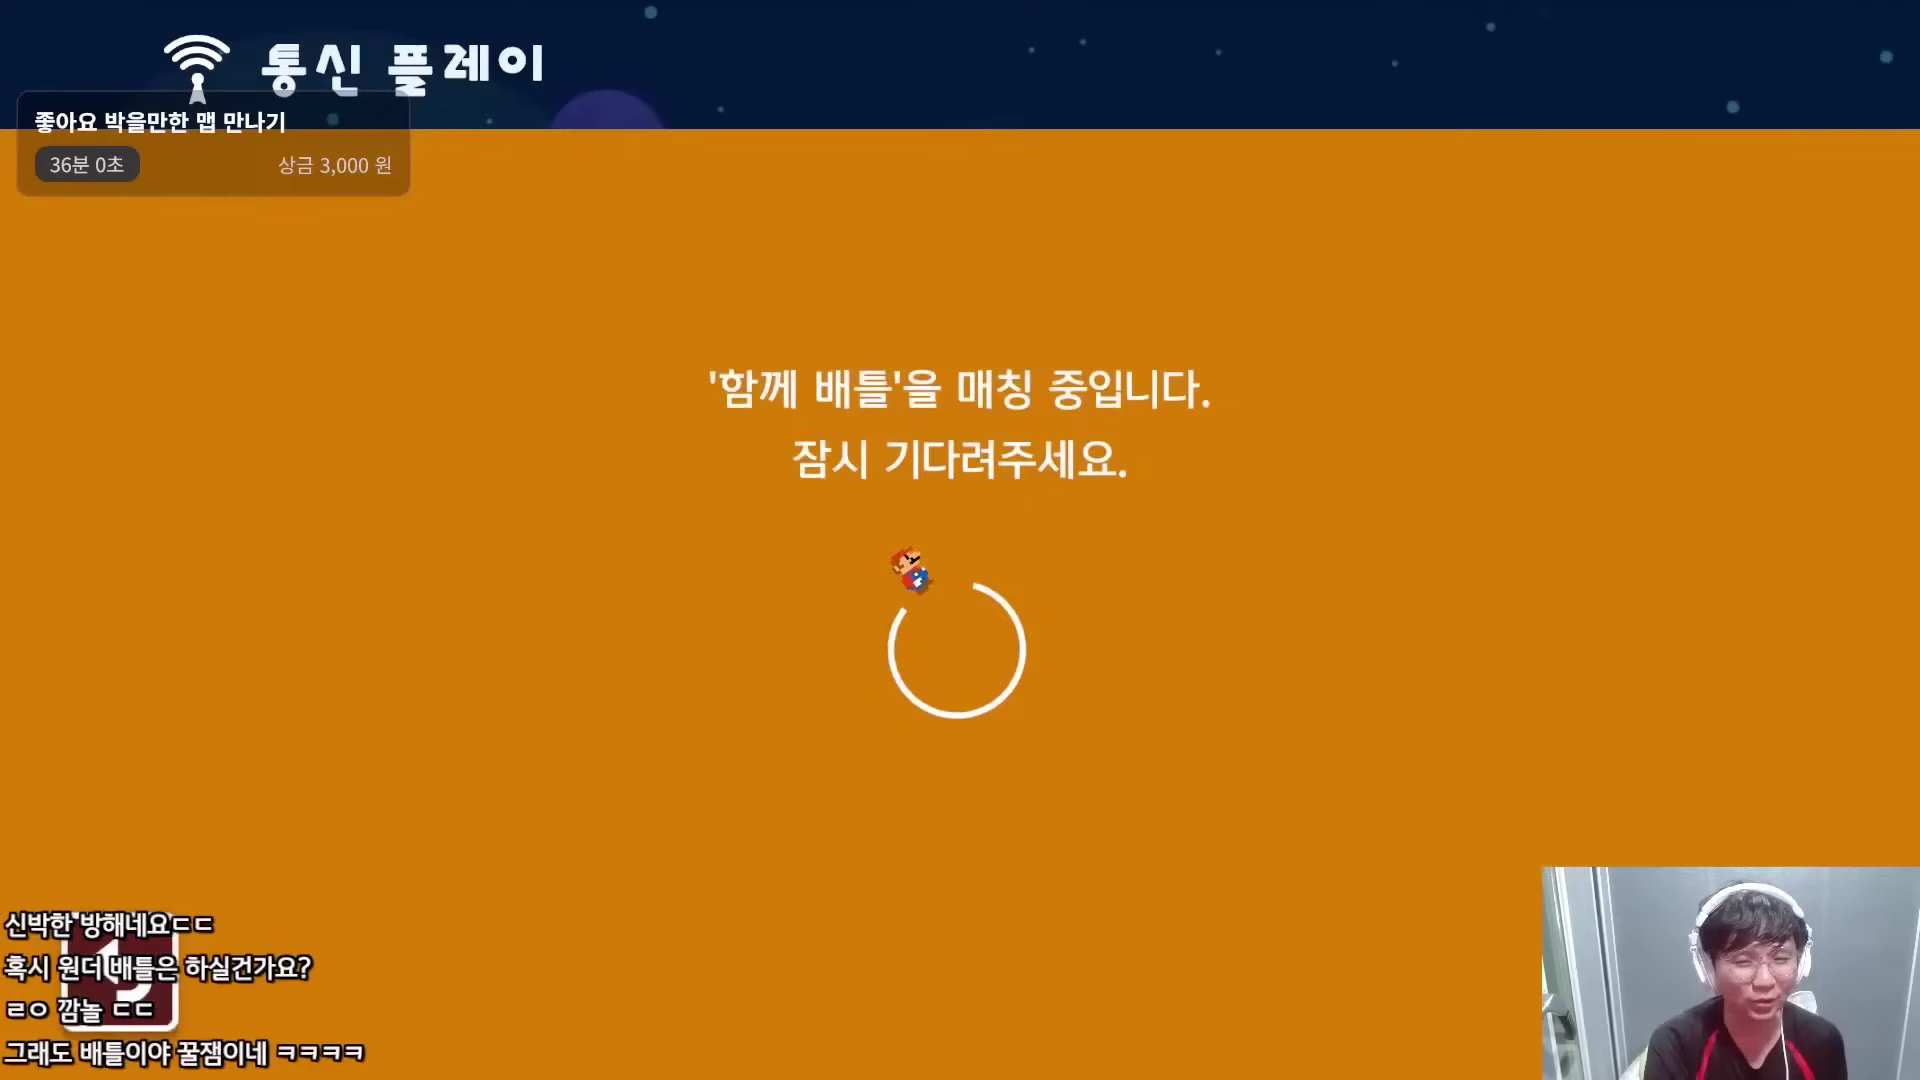 통신 플레이
좋아요 박을만한 맵 만나기
36분 0초
상금 3,000 원
'함께 배틀'을 매칭 중입니다.
잠시 기다려주세요.
신박한 방해네요ㄷㄷ
혹시 원더 배틀은 하실건가요?
ㄹㅇ 깜놀 ㄷㄷ
그래도 배틀이야 꿀잼이네 ㅋㅋㅋㅋ